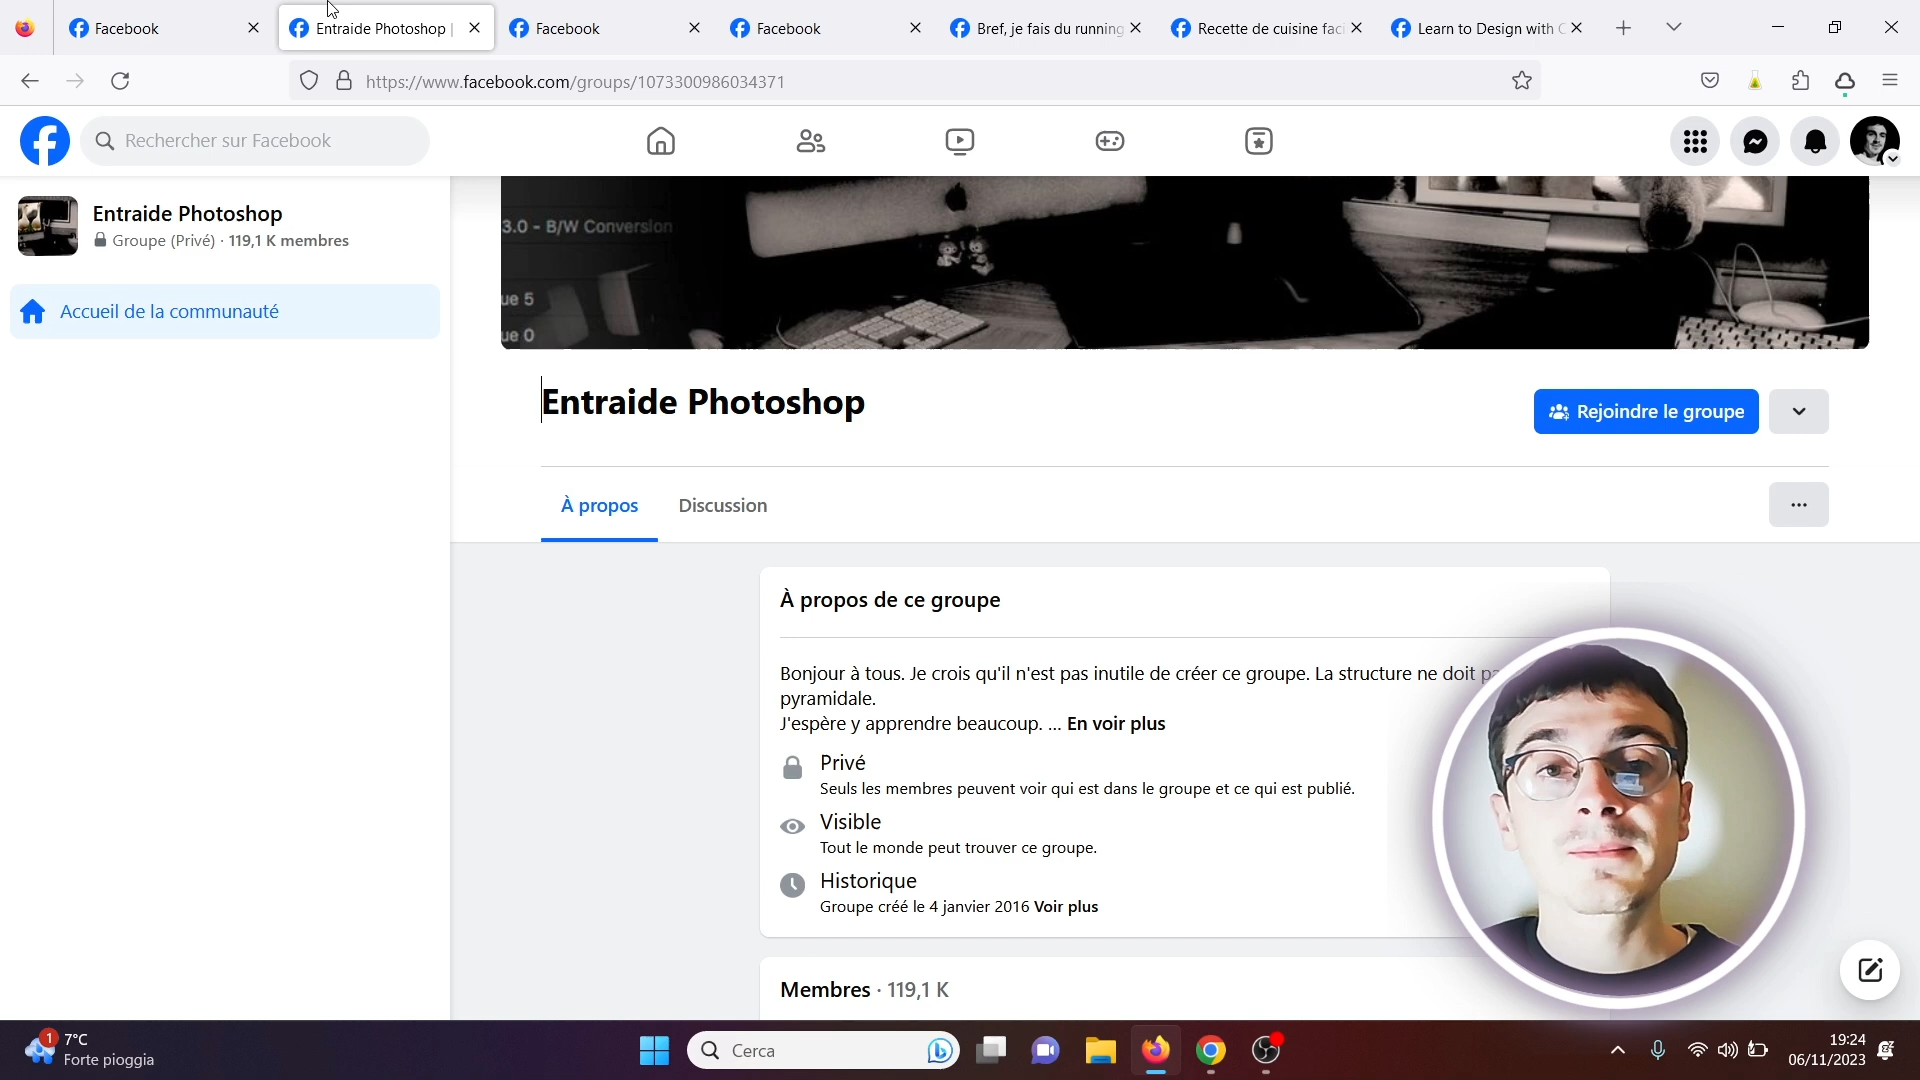 Facebook
Entraide Photoshop |
Facebook
Facebook
Bref, je fais du running
Recette de cuisine faci
Learn to Design with C
https://www.facebook.com/groups/1073300986034371
Rechercher sur Facebook
Entraide Photoshop
Groupe (Privé) · 119,1 K membres
Accueil de la communauté
3.0 - B/W Conversion
ue 5
ue 0
Entraide Photoshop
Rejoindre le groupe
À propos
Discussion
À propos de ce groupe
Bonjour à tous. Je crois qu'il n'est pas inutile de créer ce groupe. La structure ne doit pa
pyramidale.
J'espère y apprendre beaucoup. ... En voir plus
Privé
Seuls les membres peuvent voir qui est dans le groupe et ce qui est publié.
Visible
Tout le monde peut trouver ce groupe.
Historique
Groupe créé le 4 janvier 2016 Voir plus
Membres · 119,1 K
1
7°C
Forte pioggia
Cerca
19:24
06/11/2023